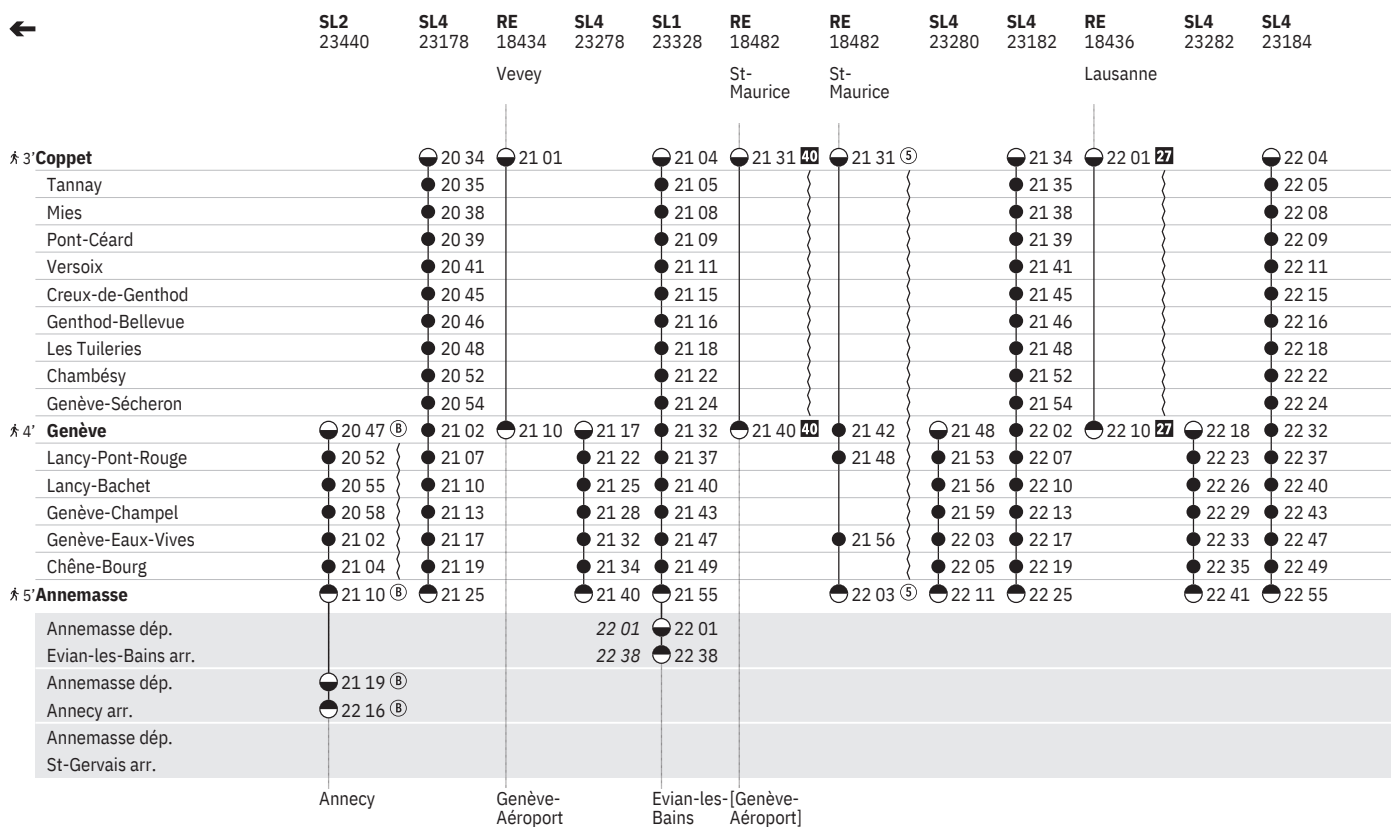 SL2 SL4 RE SL4 SL1 RE RE SL4 SL4 RE SL4 SL4
23440 23178 18434 23278 23328 18482 18482 23280 23182 18436 23282 23184
Vevey St- St- Lausanne
Maurice Maurice
3' Coppet 20 34 21 01 21 04 21 31 40 21 31 5 21 34 22 01 27 22 04
Tannay 20 35 21 05 21 35 22 05
Mies 20 38 21 08 21 38 22 08
Pont-Céard 20 39 21 09 21 39 22 09
Versoix 20 41 21 11 21 41 22 11
Creux-de-Genthod 20 45 21 15 21 45 22 15
Genthod-Bellevue 20 46 21 16 21 46 22 16
Les Tuileries 20 48 21 18 21 48 22 18
Chambésy 20 52 21 22 21 52 22 22
Genève-Sécheron 20 54 21 24 21 54 22 24
4' Genève 20 47 B 21 02 21 10 21 17 21 32 21 40 40 21 42 21 48 22 02 22 10 27 22 18 22 32
Lancy-Pont-Rouge 20 52 21 07 21 22 21 37 21 48 21 53 22 07 22 23 22 37
Lancy-Bachet 20 55 21 10 21 25 21 40 21 56 22 10 22 26 22 40
Genève-Champel 20 58 21 13 21 28 21 43 21 59 22 13 22 29 22 43
Genève-Eaux-Vives 21 02 21 17 21 32 21 47 21 56 22 03 22 17 22 33 22 47
Chêne-Bourg 21 04 21 19 21 34 21 49 22 05 22 19 22 35 22 49
5' Annemasse 21 10 B 21 25 21 40 21 55 22 03 5 22 11 22 25 22 41 22 55
Annemasse dép. 22 01 22 01
Evian-les-Bains arr. 22 38 22 38
Annemasse dép. 21 19 B
Annecy arr. 22 16 B
Annemasse dép.
St-Gervais arr.
Annecy Genève- Evian-les- [Genève-
Aéroport Bains Aéroport]